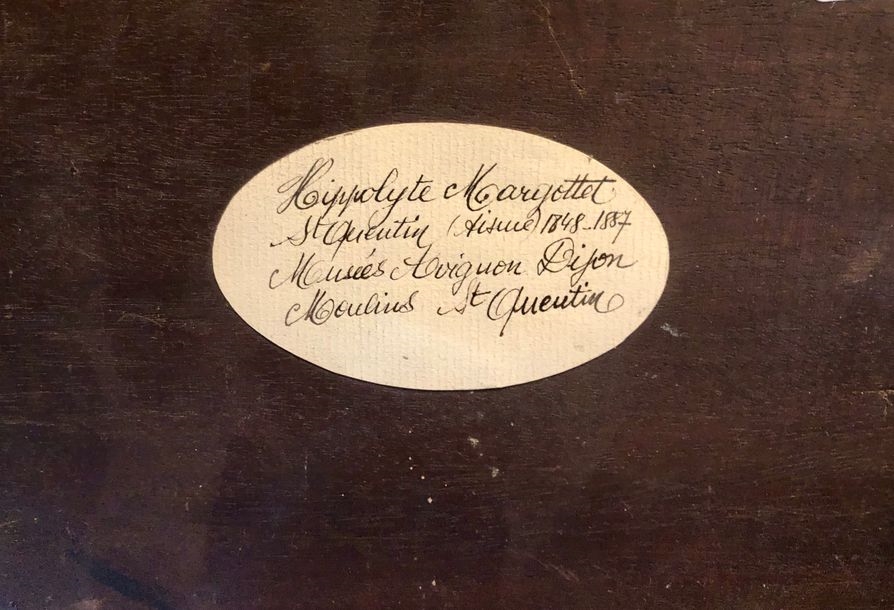 Hippolyte Margottet
St Quentin (Aisne) 1848-1887
Musées Avignon Dijon
Moulins St Quentin